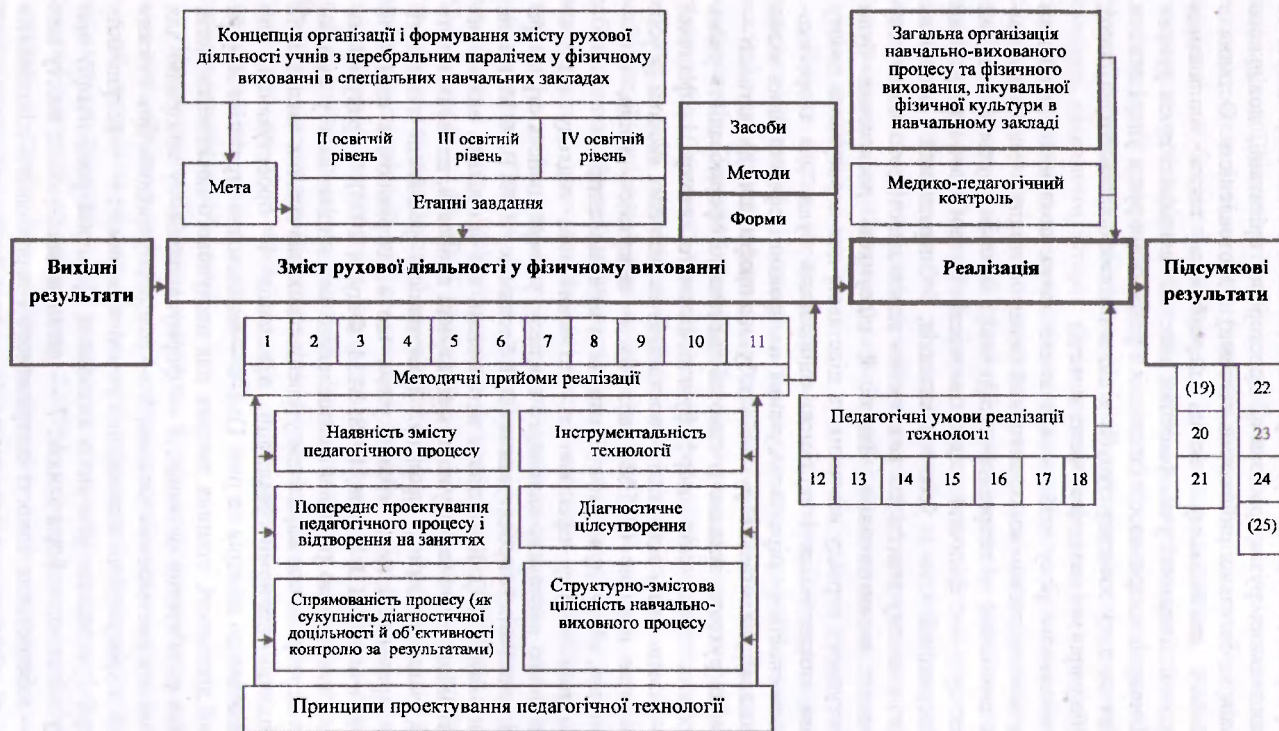 Концепція організації і формування змісту рухової
діяльності учнів з церебральним паралічем у фізичному
вихованні в спеціальних навчальних закладах
Загальна організація
навчально-вихованого
процесу та фізичного
виховання, лікувальної
фізичної культури в
навчальному закладі
II освітній
рівень
III освітній
рівень
IV освітній
рівень
Засоби
Методи
Форми
Мета
Етапні завдання
Медико-педагогічний
контроль
Вихідні
результати
Зміст рухової діяльності у фізичному вихованні
Реалізація
Підсумкові
результати
1 2 3 4 5 6 7 8 9 10 11
Методичні прийоми реалізації
(19) 22
20 23
21 24
(25)
Педагогічні умови реалізації
технології
12 13 14 15 16 17 18
Наявність змісту
педагогічного процесу
Інструментальність
технології
Попереднє проектування
педагогічного процесу і
відтворення на заняттях
Діагностичне
цілсутворення
Спрямованість процесу (як
сукупність діагностичної
доцільності й об’єктивності
контролю за результатами)
Структурно-змістова
цілісність навчально-
виховного процесу
Принципи проектування педагогічної технології